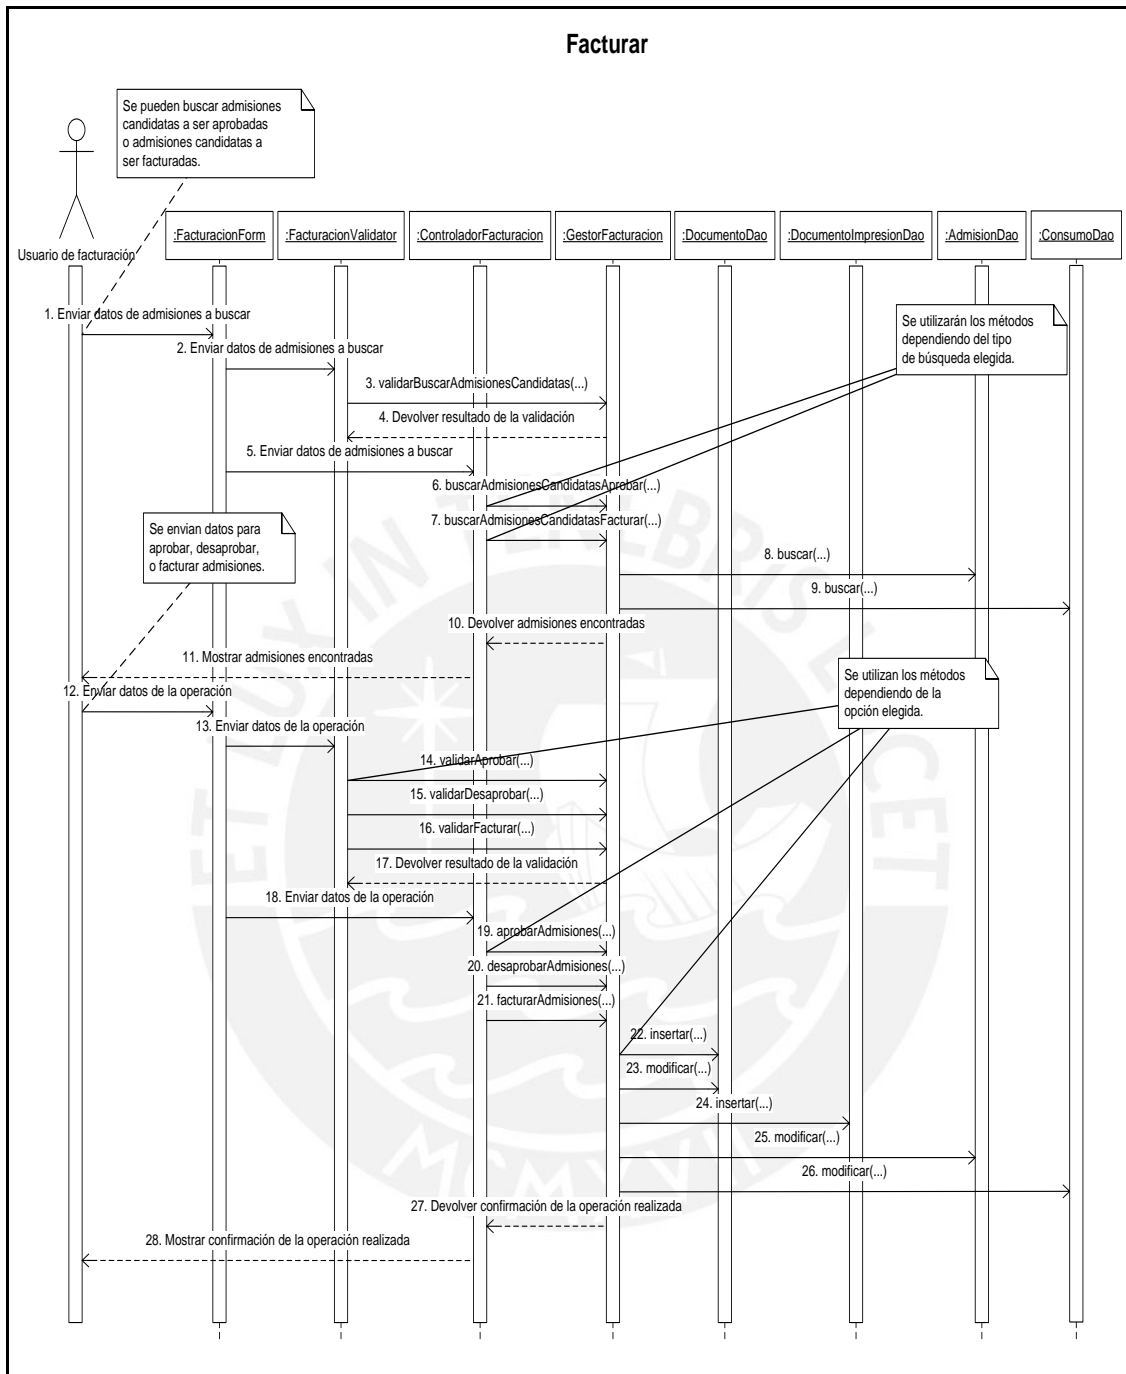 Facturar
Se pueden buscar admisiones
candidatas a ser aprobadas
o admisiones candidatas a
ser facturadas.
Usuario de facturación
:FacturacionForm
:FacturacionValidator
:ControladorFacturacion
:GestorFacturacion
:DocumentoDao
:DocumentoImpresionDao
:AdmisionDao
:ConsumoDao
1. Enviar datos de admisiones a buscar
Se utilizarán los métodos
dependiendo del tipo
de búsqueda elegida.
2. Enviar datos de admisiones a buscar
3. validarBuscarAdmisionesCandidatas(...)
4. Devolver resultado de la validación
5. Enviar datos de admisiones a buscar
6. buscarAdmisionesCandidatasAprobar(...)
7. buscarAdmisionesCandidatasFacturar(...)
Se envian datos para
aprobar, desaprobar,
o facturar admisiones.
8. buscar(...)
9. buscar(...)
10. Devolver admisiones encontradas
11. Mostrar admisiones encontradas
12. Enviar datos de la operación
Se utilizan los métodos
dependiendo de la
opción elegida.
13. Enviar datos de la operación
14. validarAprobar(...)
15. validarDesaprobar(...)
16. validarFacturar(...)
17. Devolver resultado de la validación
18. Enviar datos de la operación
19. aprobarAdmisiones(...)
20. desaprobarAdmisiones(...)
21. facturarAdmisiones(...)
22. insertar(...)
23. modificar(...)
24. insertar(...)
25. modificar(...)
26. modificar(...)
27. Devolver confirmación de la operación realizada
28. Mostrar confirmación de la operación realizada
ET LUX IN TENEBRIS LUCET
MCMXVII